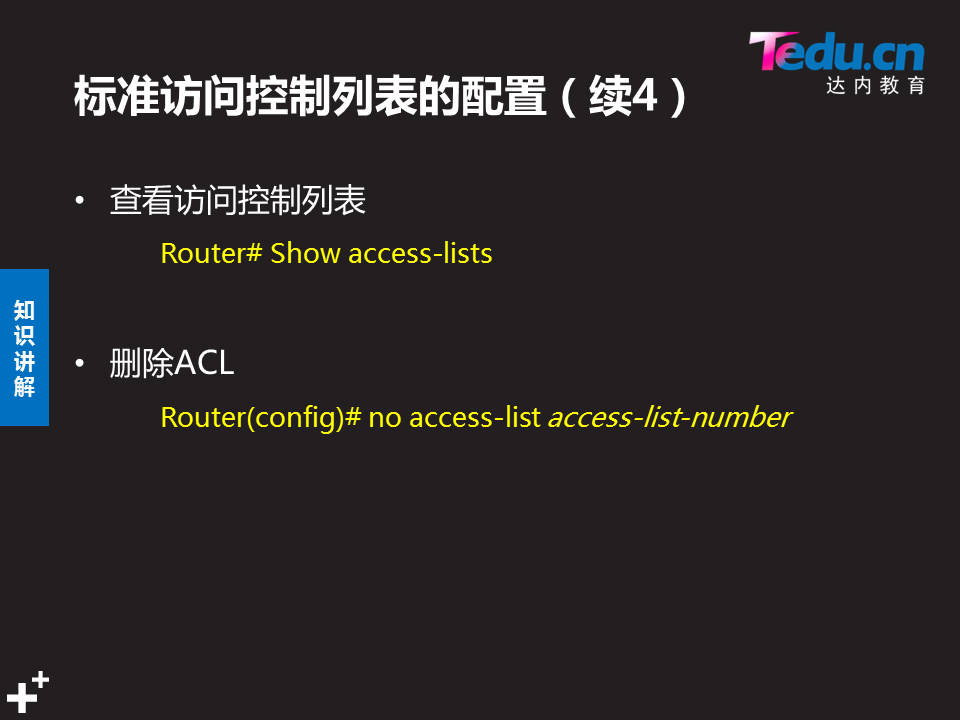 Tedu.cn
达内教育
标准访问控制列表的配置（续4）
• 查看访问控制列表
Router# Show access-lists
知识讲解
• 删除ACL
Router(config)# no access-list access-list-number